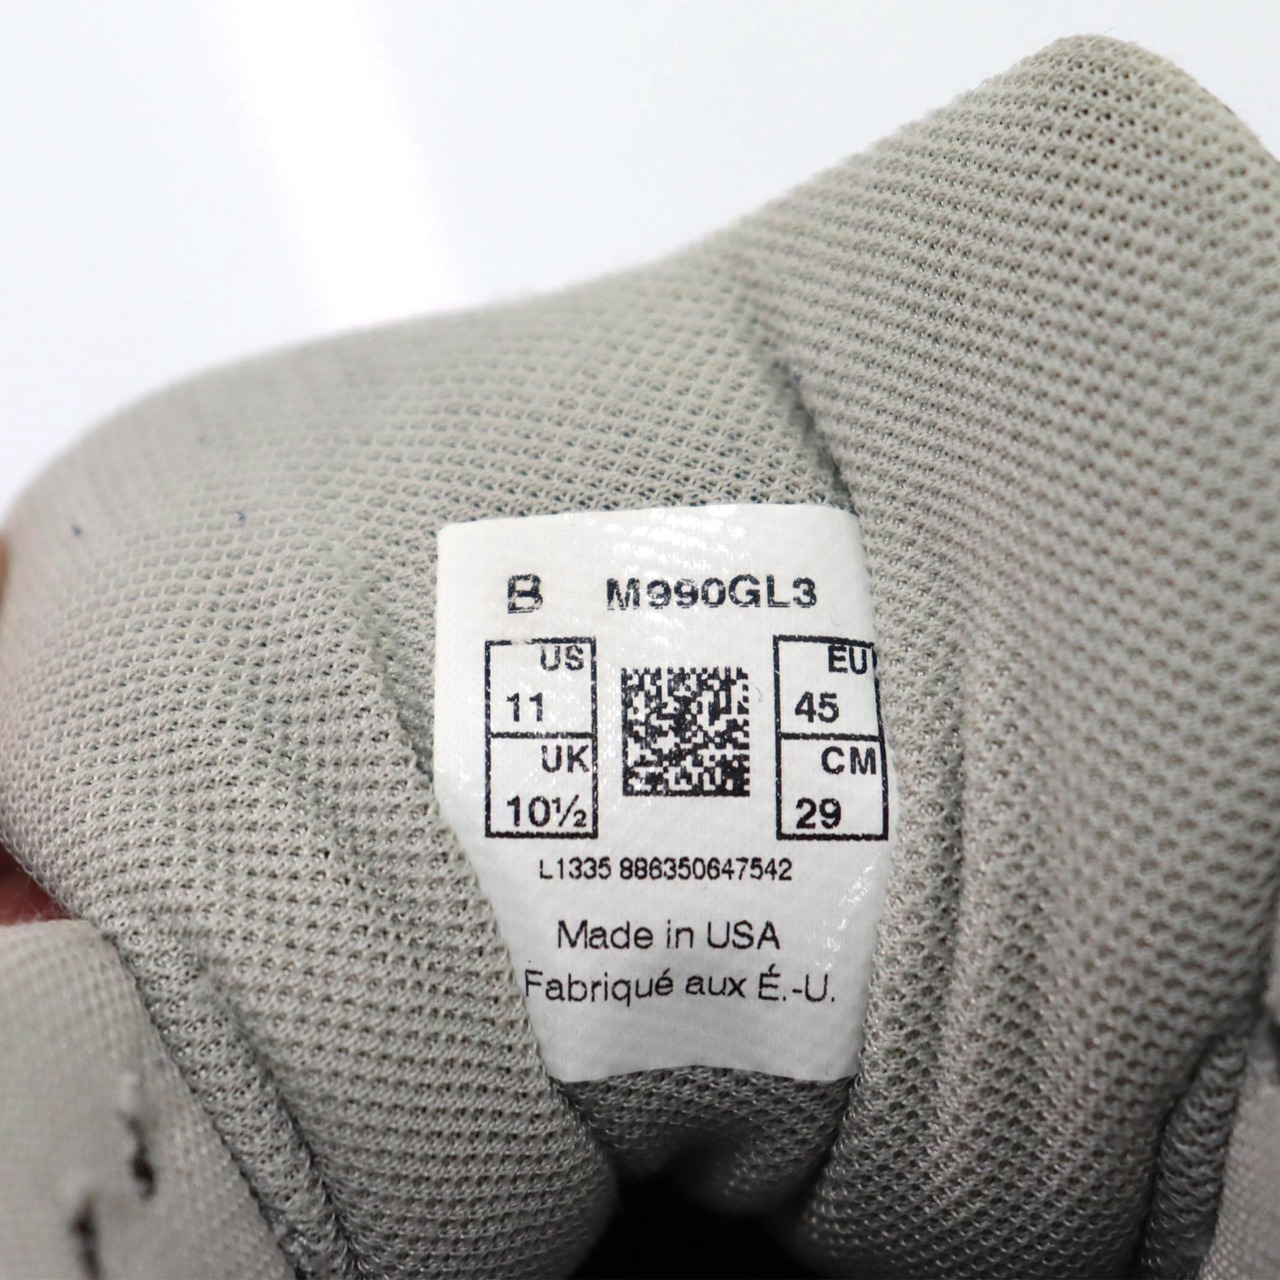 B M990GL3
US EU
11 45
UK CM
10½ 29
L1335 886350647542
Made in USA
Fabriqué aux É.-U.